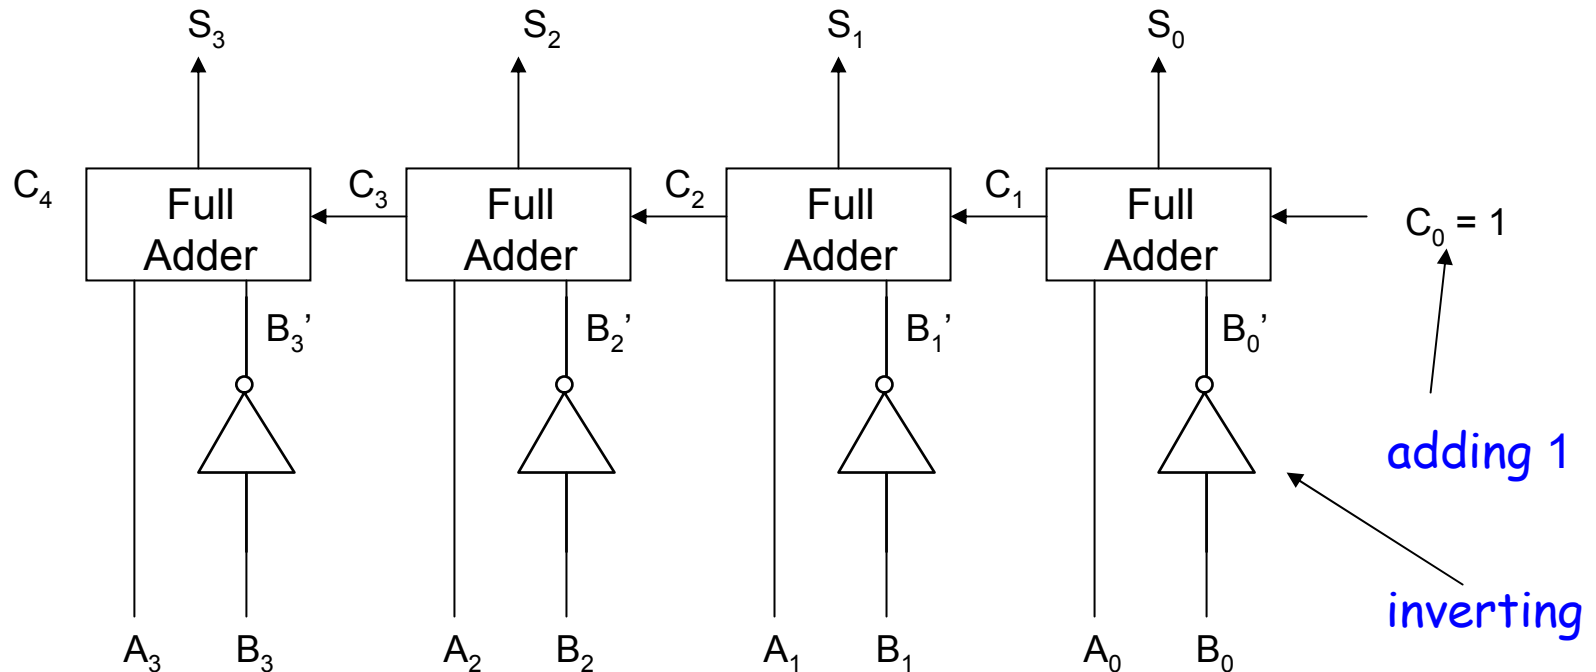 S₃ S₂ S₁ S₀
C₄ Full Adder C₃ Full Adder C₂ Full Adder C₁ Full Adder C₀ = 1
B₃’ B₂’ B₁’ B₀’
adding 1
inverting
A₃ B₃ A₂ B₂ A₁ B₁ A₀ B₀